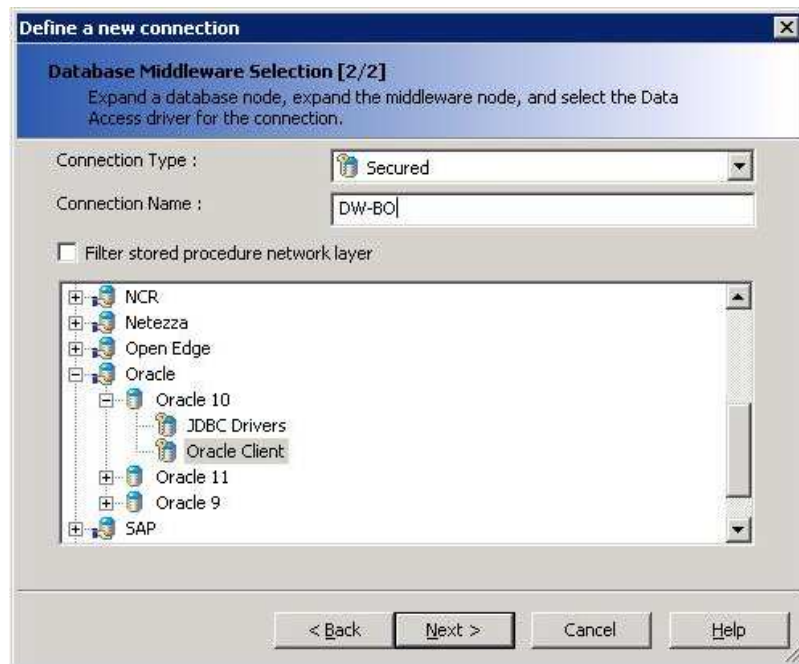 Define a new connection
Database Middleware Selection [2/2]
Expand a database node, expand the middleware node, and select the Data
Access driver for the connection.
Connection Type :
Secured
Connection Name :
DW-BO
Filter stored procedure network layer
NCR
Netezza
Open Edge
Oracle
Oracle 10
JDBC Drivers
Oracle Client
Oracle 11
Oracle 9
SAP
< Back
Next >
Cancel
Help